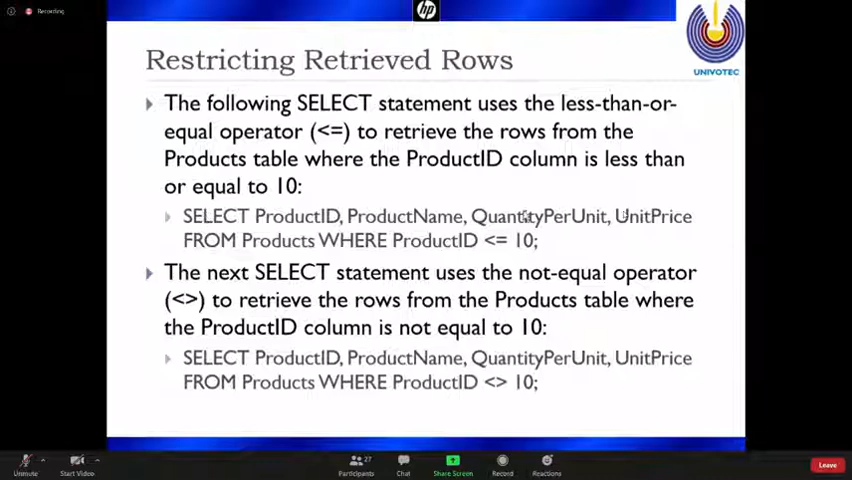 Recording
hp
UNIVOTEC
Restricting Retrieved Rows
The following SELECT statement uses the less-than-or-
equal operator (<=) to retrieve the rows from the
Products table where the ProductID column is less than
or equal to 10:
SELECT ProductID, ProductName, QuantityPerUnit, UnitPrice
FROM Products WHERE ProductID <= 10;
The next SELECT statement uses the not-equal operator
(<>) to retrieve the rows from the Products table where
the ProductID column is not equal to 10:
SELECT ProductID, ProductName, QuantityPerUnit, UnitPrice
FROM Products WHERE ProductID <> 10;
Unmute
Start Video
27
Participants
Chat
Share Screen
Record
Reactions
Leave